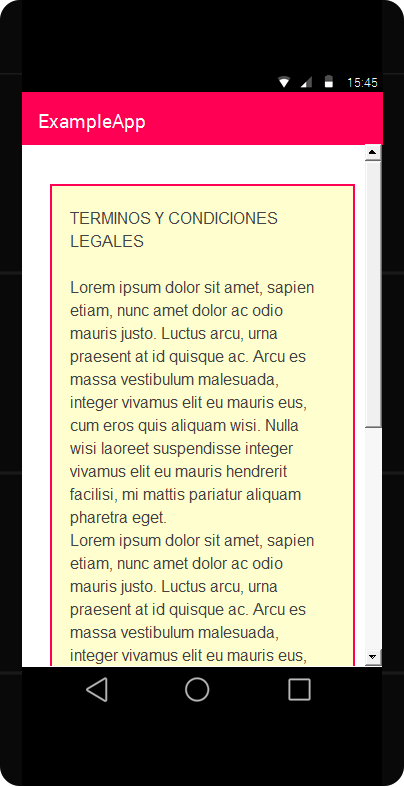 15:45
ExampleApp
TERMINOS Y CONDICIONES
LEGALES
Lorem ipsum dolor sit amet, sapien
etiam, nunc amet dolor ac odio
mauris justo. Luctus arcu, urna
praesent at id quisque ac. Arcu es
massa vestibulum malesuada,
integer vivamus elit eu mauris eus,
cum eros quis aliquam wisi. Nulla
wisi laoreet suspendisse integer
vivamus elit eu mauris hendrerit
facilisi, mi mattis pariatur aliquam
pharetra eget.
Lorem ipsum dolor sit amet, sapien
etiam, nunc amet dolor ac odio
mauris justo. Luctus arcu, urna
praesent at id quisque ac. Arcu es
massa vestibulum malesuada,
integer vivamus elit eu mauris eus,